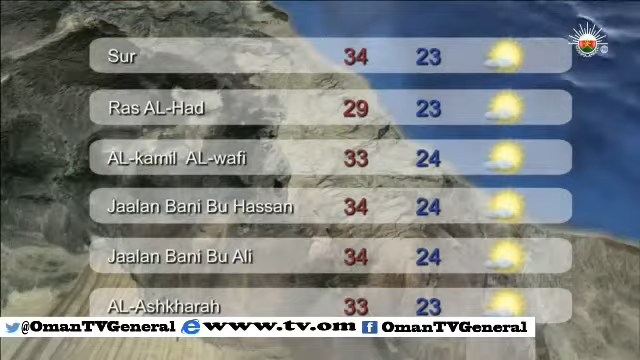 Sur 34 23
Ras AL-Had 29 23
AL-kamil AL-wafi 33 24
Jaalan Bani Bu Hassan 34 24
Jaalan Bani Bu Ali 34 24
AL-Ashkharah 33 23
@OmanTVGeneral www.tv.om OmanTVGeneral